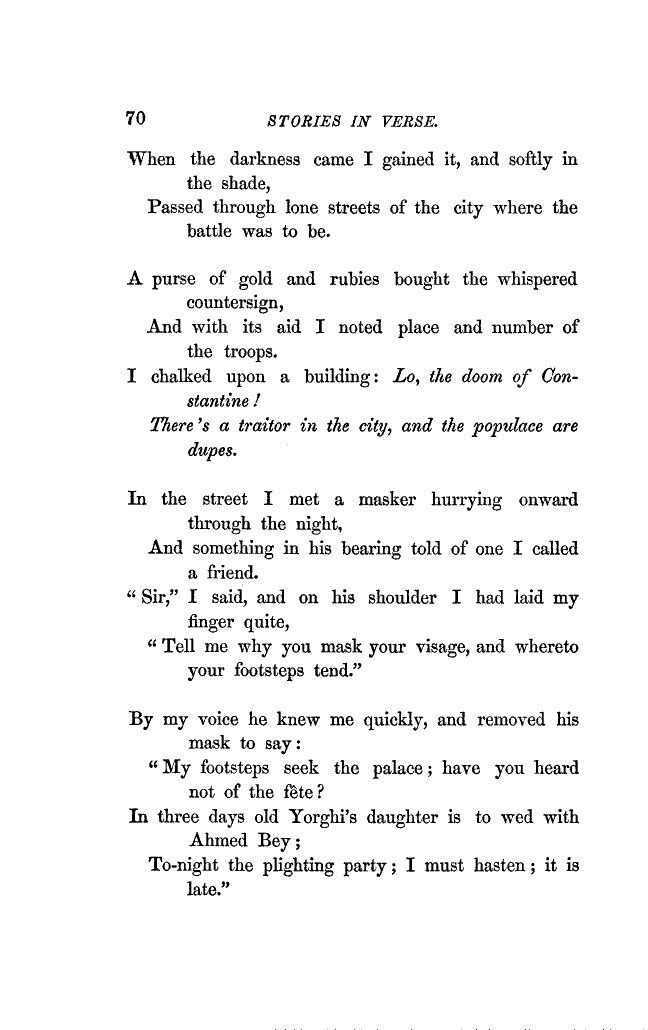 70 STORIES IN VERSE.
When the darkness came I gained it, and softly in
the shade,
Passed through lone streets of the city where the
battle was to be.
A purse of gold and rubies bought the whispered
countersign,
And with its aid I noted place and number of
the troops.
I chalked upon a building: Lo, the doom of Con-
stantine!
There's a traitor in the city, and the populace are
dupes.
In the street I met a masker hurrying onward
through the night,
And something in his bearing told of one I called
a friend.
"Sir," I said, and on his shoulder I had laid my
finger quite,
"Tell me why you mask your visage, and whereto
your footsteps tend."
By my voice he knew me quickly, and removed his
mask to say:
"My footsteps seek the palace; have you heard
not of the fête?
In three days old Yorghi's daughter is to wed with
Ahmed Bey;
To-night the plighting party; I must hasten; it is
late."